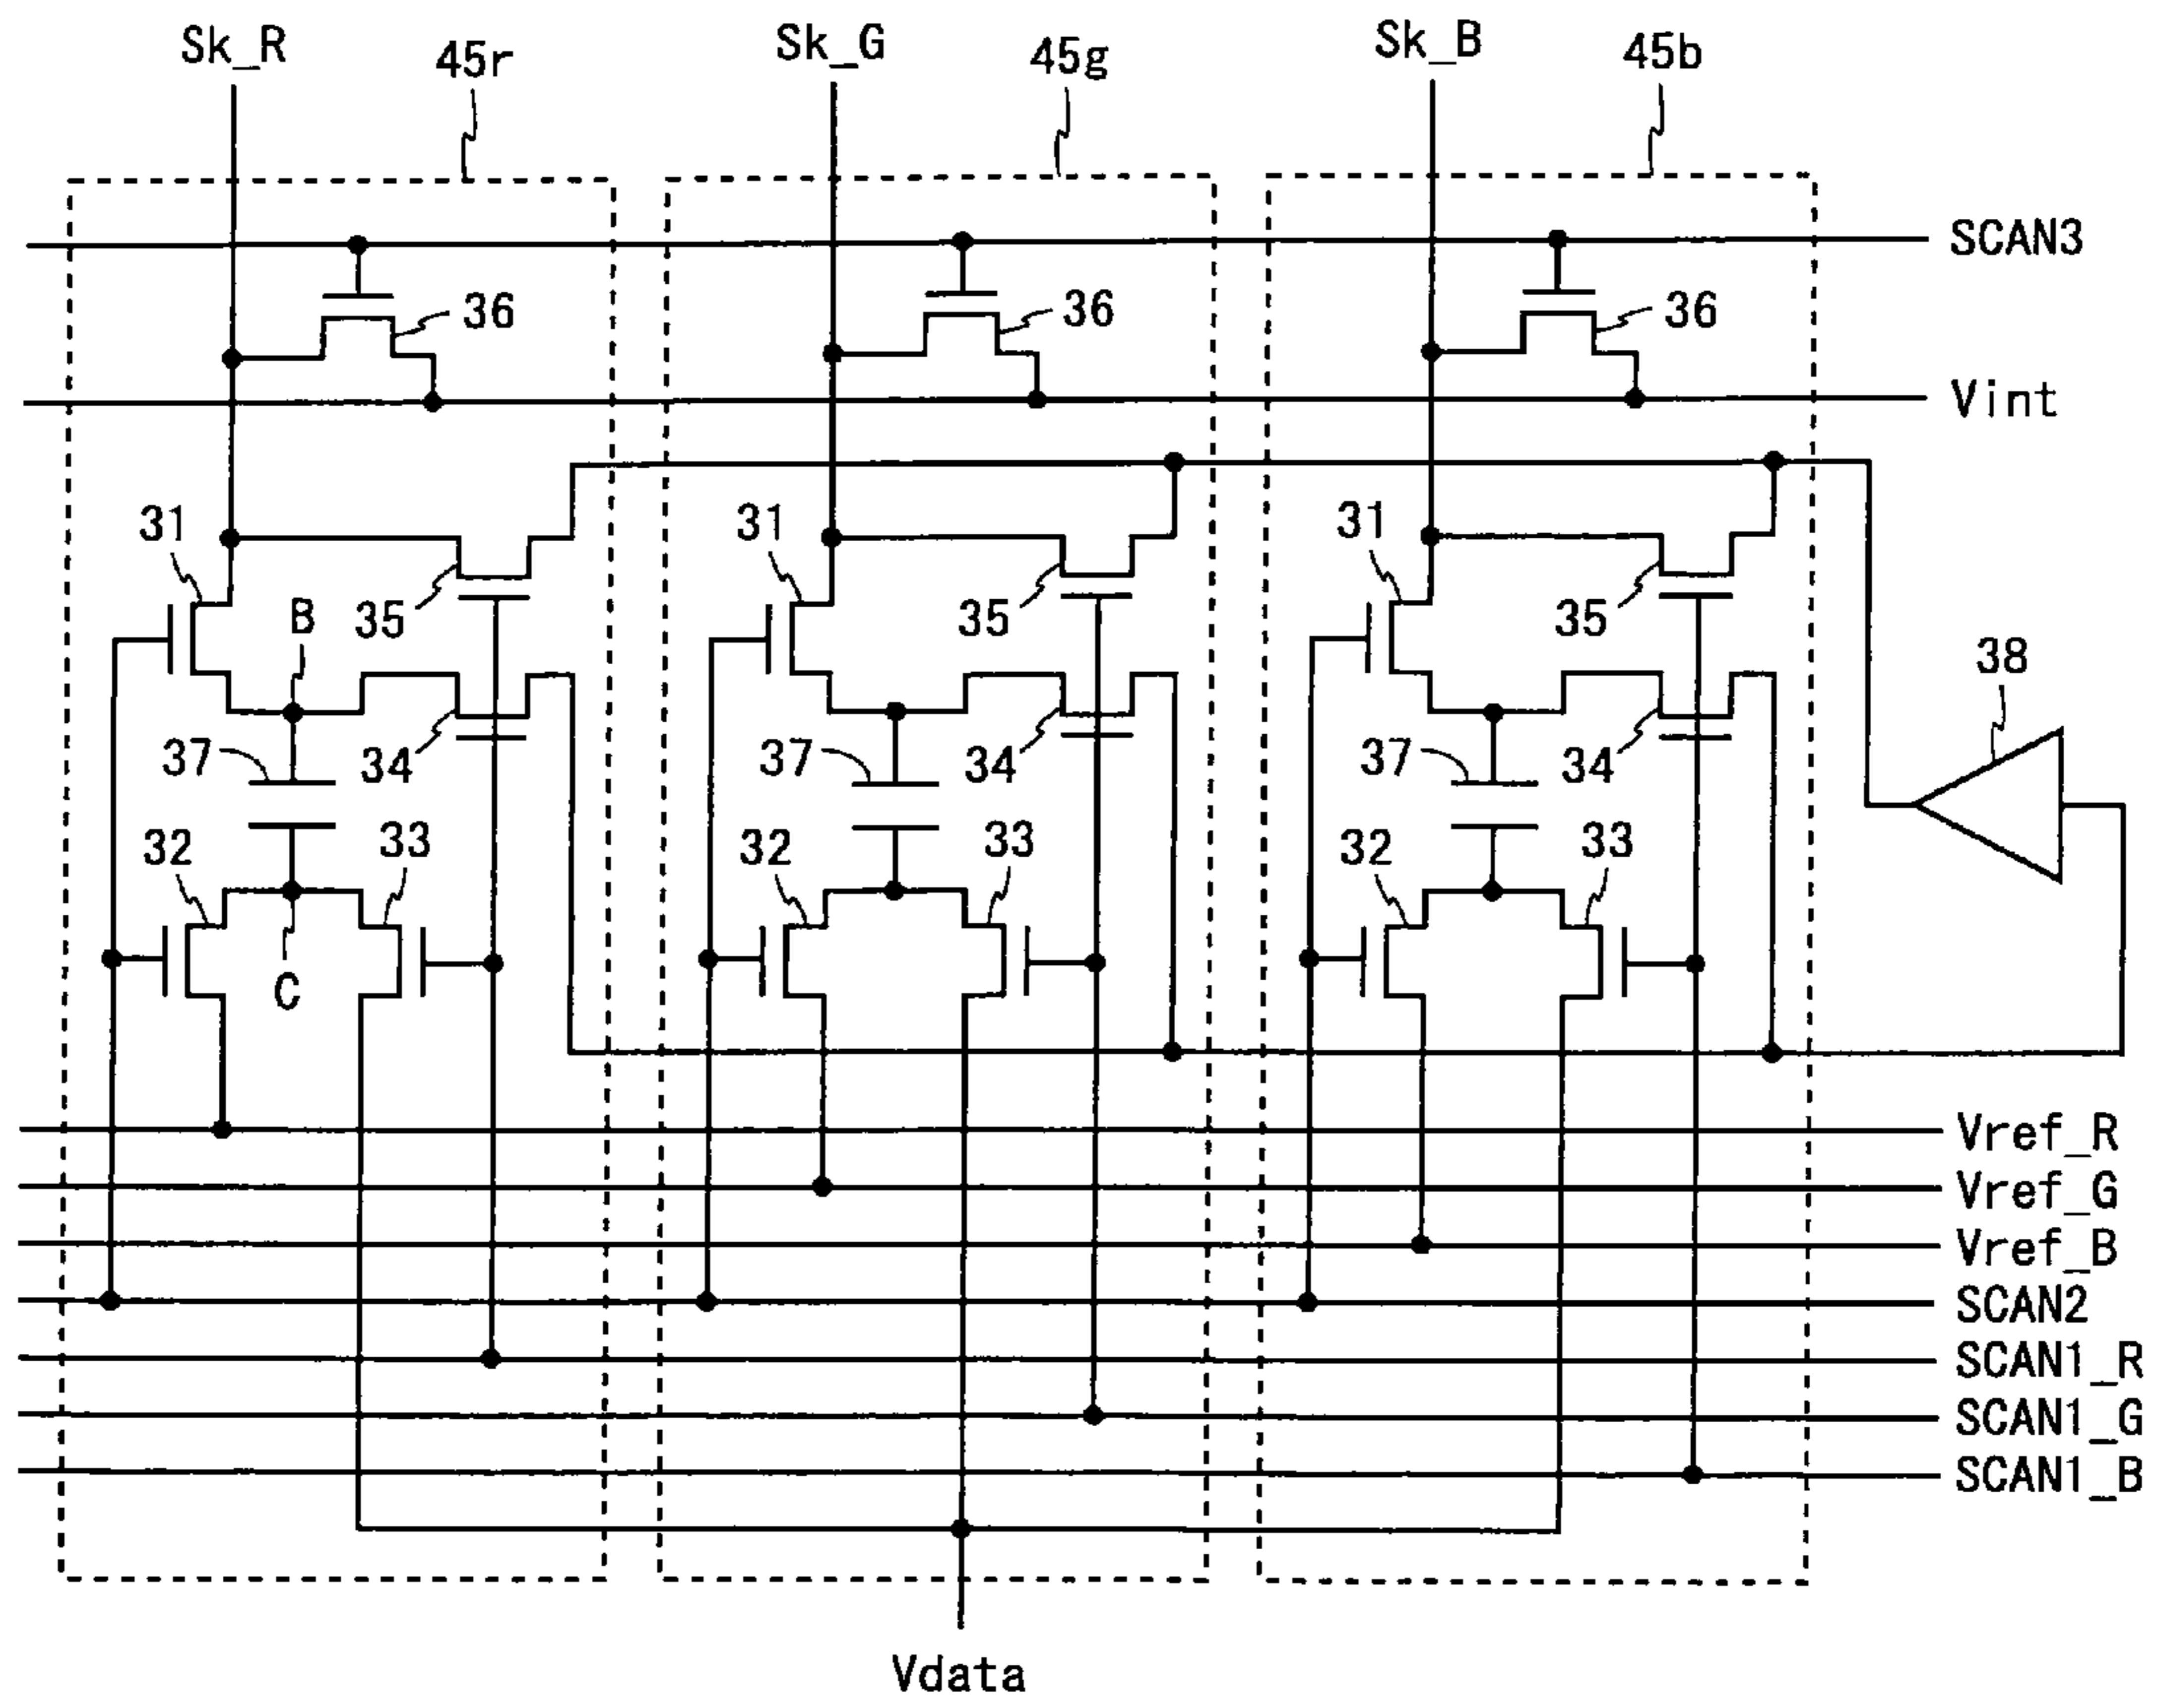 Sk_R 45r Sk_G 45g Sk_B 45b
SCAN3
36 36 36
Vint
31 31 31
B 35 35 35
38
37 34 37 34 37 34
32 33 32 33 32 33
C
Vref_R
Vref_G
Vref_B
SCAN2
SCAN1_R
SCAN1_G
SCAN1_B
Vdata